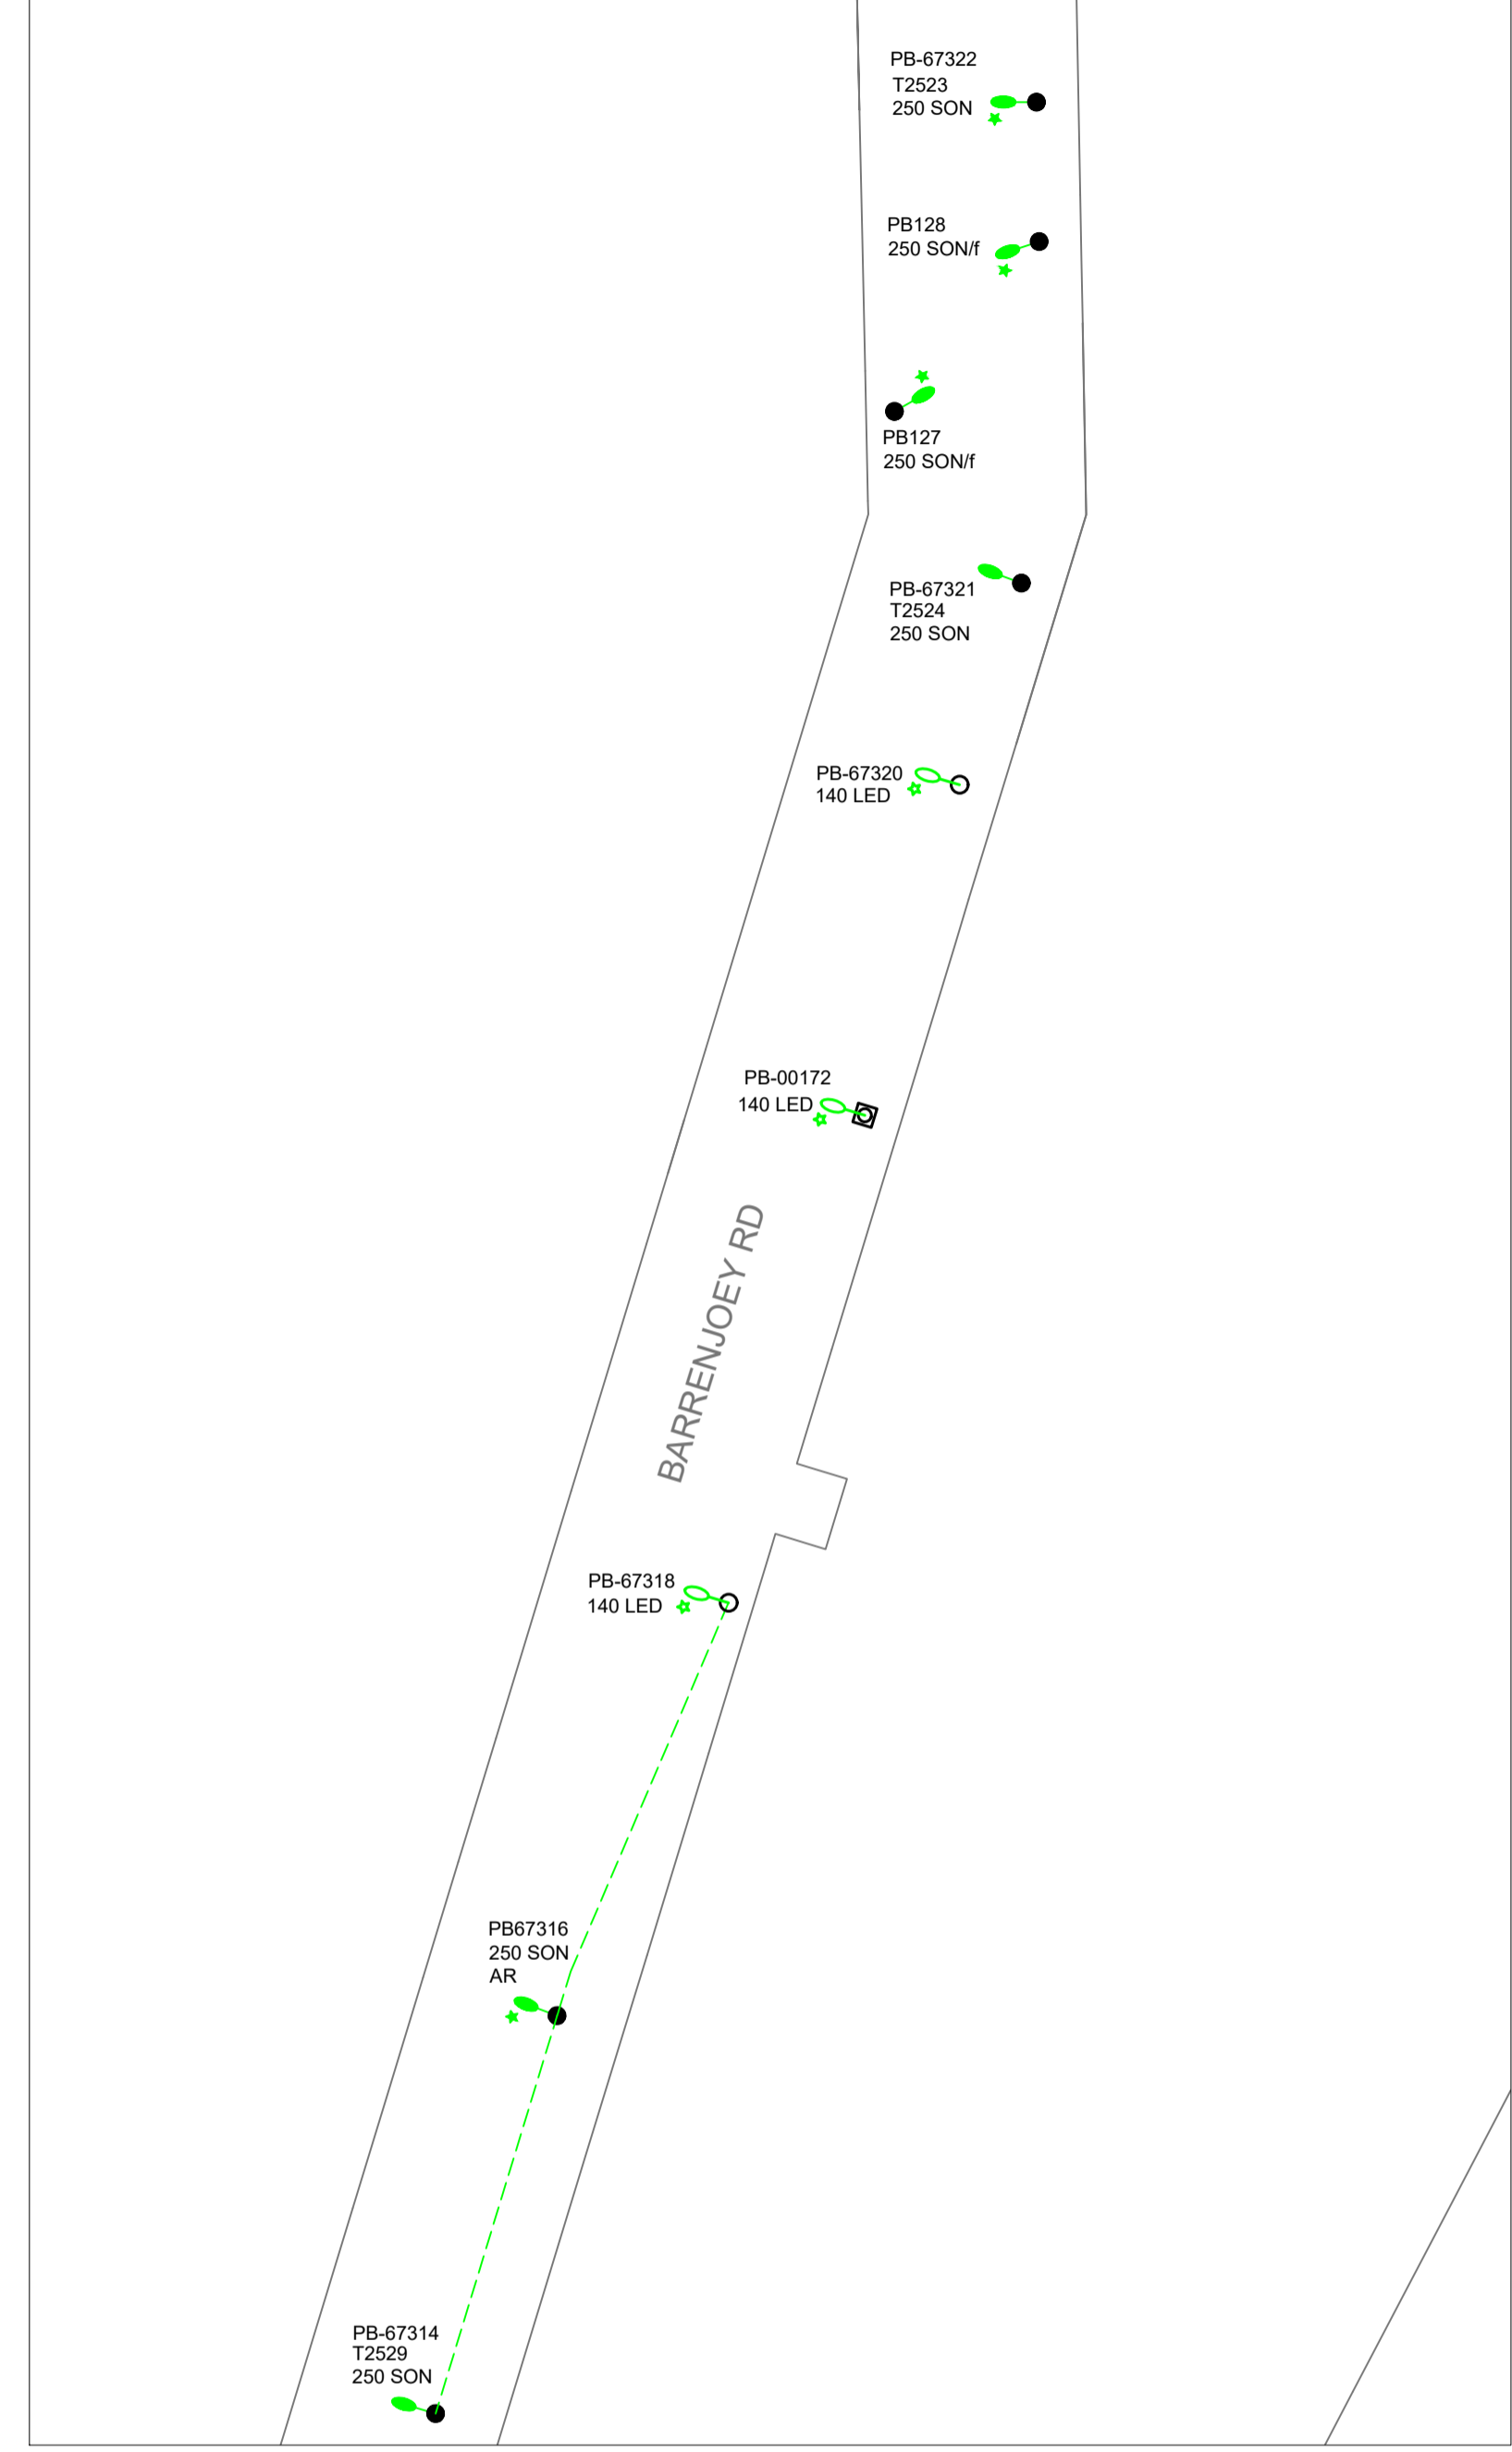 PB-67322
T2523
250 SON
PB128
250 SON/f
PB127
250 SON/f
PB-67321
T2524
250 SON
PB-67320
140 LED
PB-00172
140 LED
BARRENJOEY RD
PB-67318
140 LED
PB67316
250 SON
AR
PB-67314
T2529
250 SON